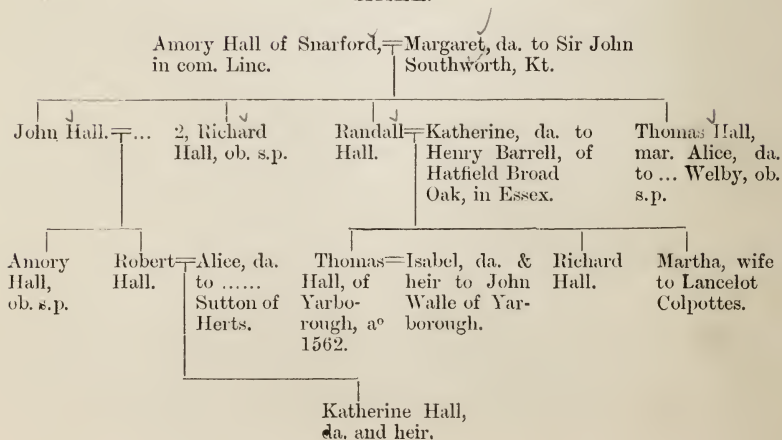 Amory Hall of Snarford,
in com. Linc.
Margaret, da. to Sir John
Southworth, Kt.
John Hall.
...
2, Richard
Hall, ob. s.p.
Randall
Hall.
Katherine, da. to
Henry Barrell, of
Hatfield Broad
Oak, in Essex.
Thomas Hall,
mar. Alice, da.
to ... Welby, ob.
s.p.
Amory
Hall,
ob. s.p.
Robert
Hall.
Alice, da.
to ......
Sutton of
Herts.
Thomas
Hall, of
Yarbo-
rough, aº
1562.
Isabel, da. &
heir to John
Walle of Yar-
borough.
Richard
Hall.
Martha, wife
to Lancelot
Colpottes.
Katherine Hall,
da. and heir.